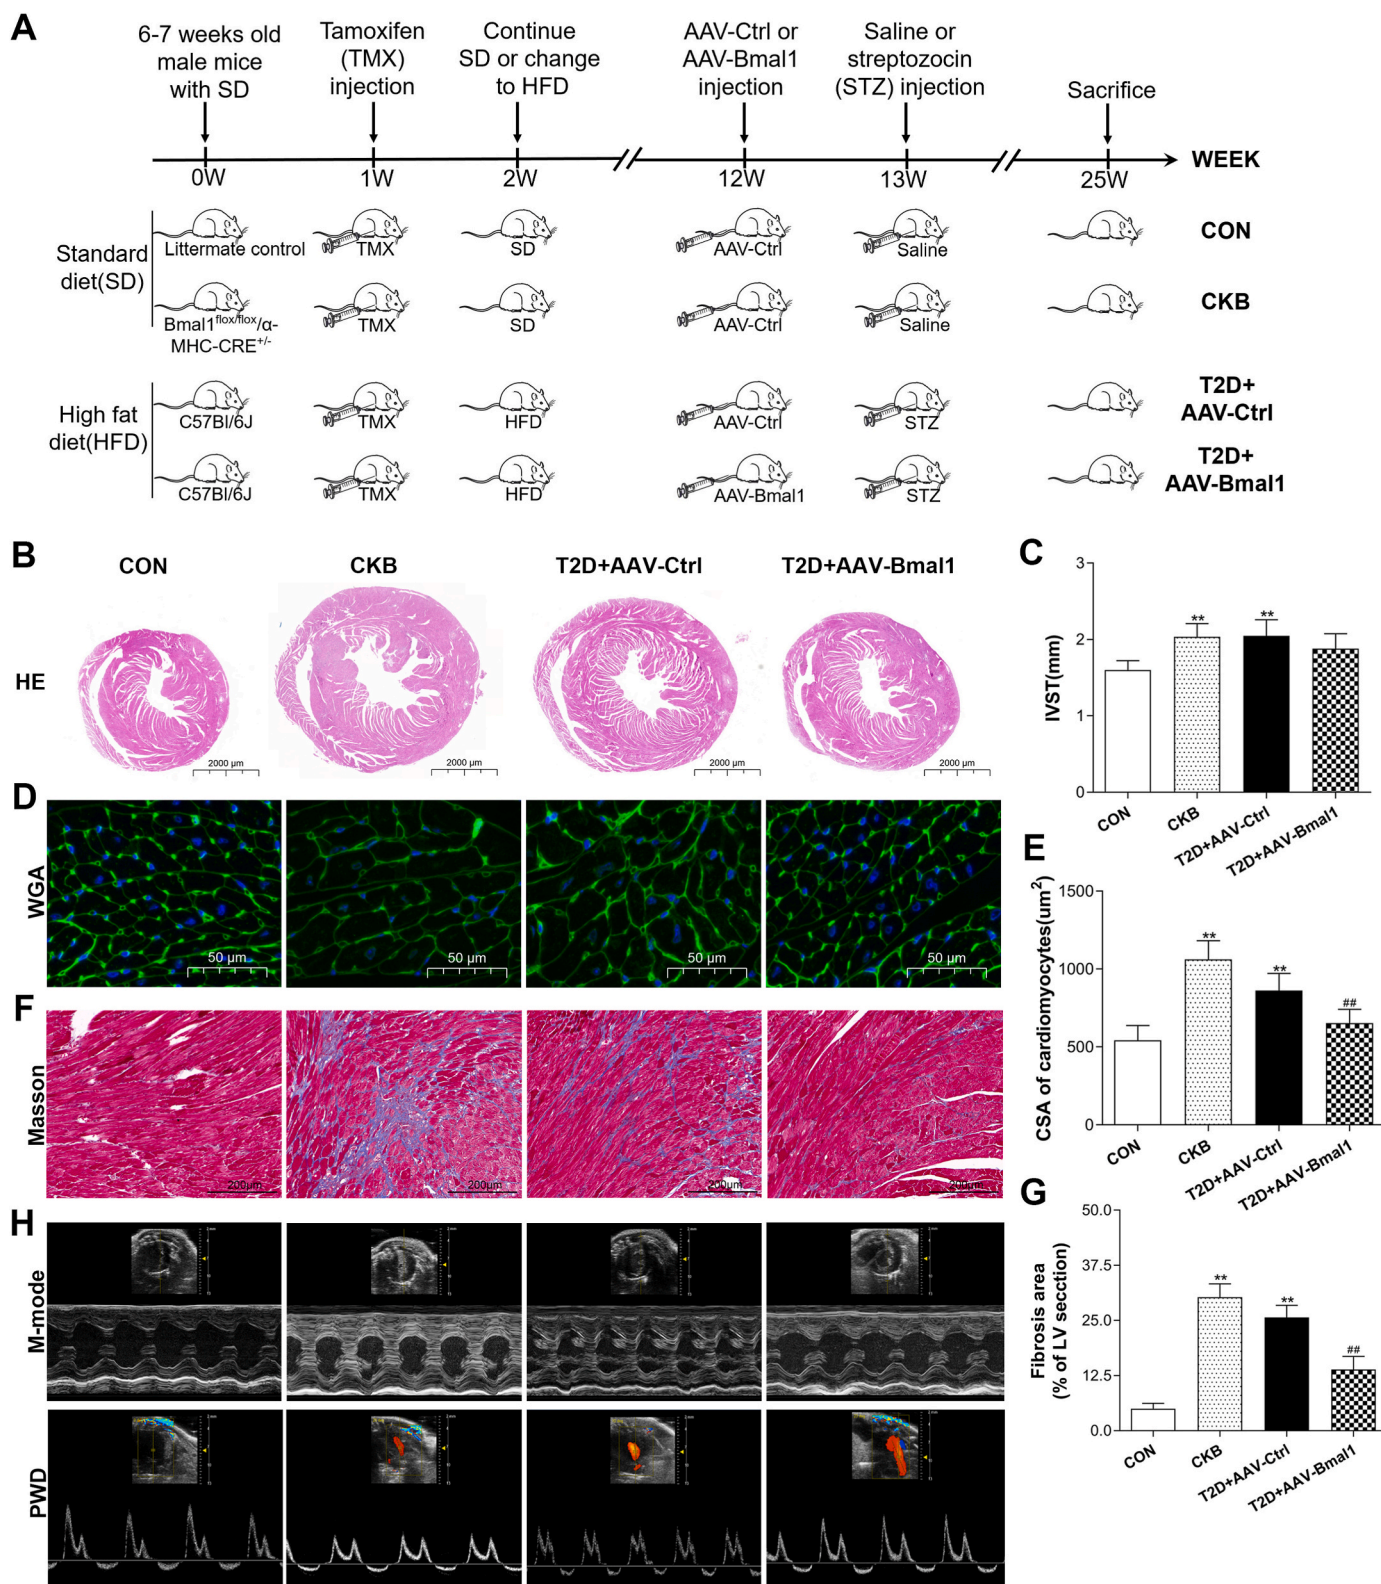 A
6-7 weeks old
male mice
with SD
Tamoxifen
(TMX)
injection
Continue
SD or change
to HFD
AAV-Ctrl or
AAV-Bmal1
injection
Saline or
streptozocin
(STZ) injection
Sacrifice
0W 1W 2W 12W 13W 25W WEEK
Standard
diet(SD)
Littermate control TMX SD AAV-Ctrl Saline CON
Bmal1flox/flox/α-
MHC-CRE+/-
TMX SD AAV-Ctrl Saline CKB
High fat
diet(HFD)
C57Bl/6J TMX HFD AAV-Ctrl STZ
T2D+
AAV-Ctrl
C57Bl/6J TMX HFD AAV-Bmal1 STZ
T2D+
AAV-Bmal1
B
CON CKB T2D+AAV-Ctrl T2D+AAV-Bmal1
HE
2000 µm 2000 µm 2000 µm 2000 µm
C
IVST(mm)
3
2
1
0
** **
CON CKB T2D+AAV-Ctrl T2D+AAV-Bmal1
D
WGA
50 µm 50 µm 50 µm 50 µm
E
CSA of cardiomyocytes(um2)
1500
1000
500
0
** ** ##
CON CKB T2D+AAV-Ctrl T2D+AAV-Bmal1
F
Masson
200µm 200µm 200µm 200µm
G
Fibrosis area
(% of LV secction)
50.0
37.5
25.0
12.5
0.0
** ** ##
CON CKB T2D+AAV-Ctrl T2D+AAV-Bmal1
H
M-mode
PWD